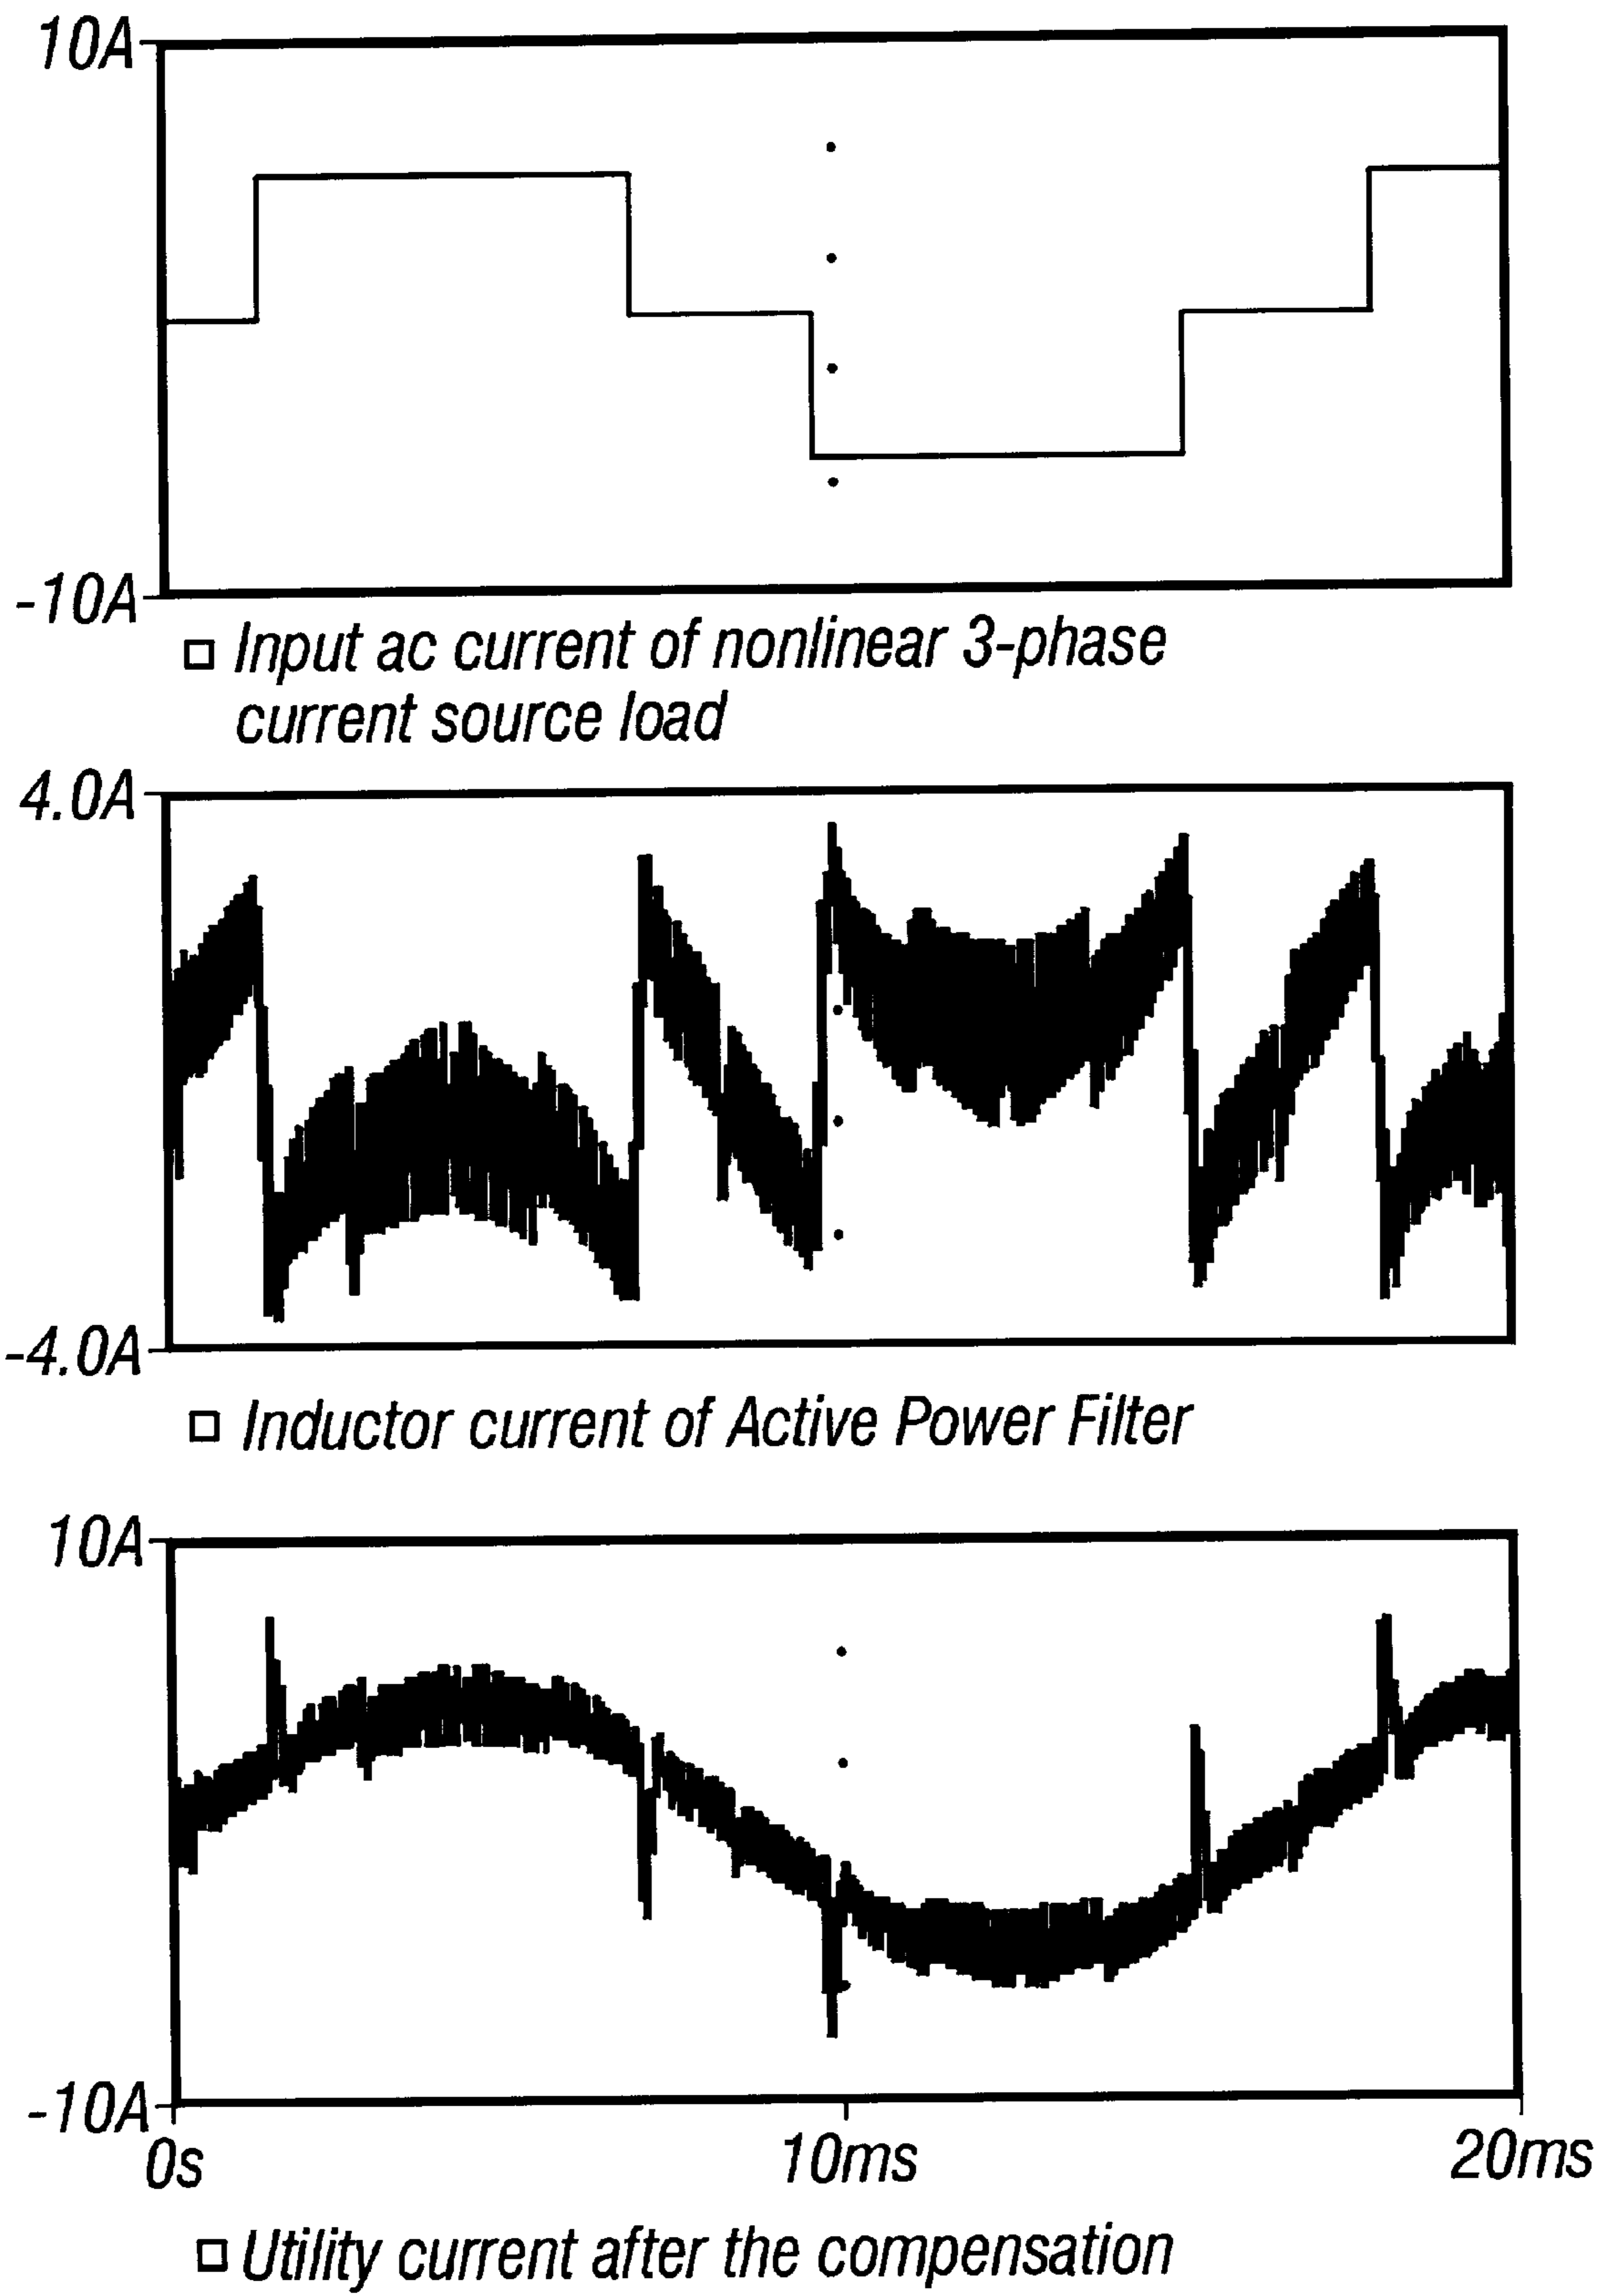 10A
-10A
Input ac current of nonlinear 3-phase
current source load
4.0A
-4.0A
Inductor current of Active Power Filter
10A
-10A
0s 10ms 20ms
Utility current after the compensation